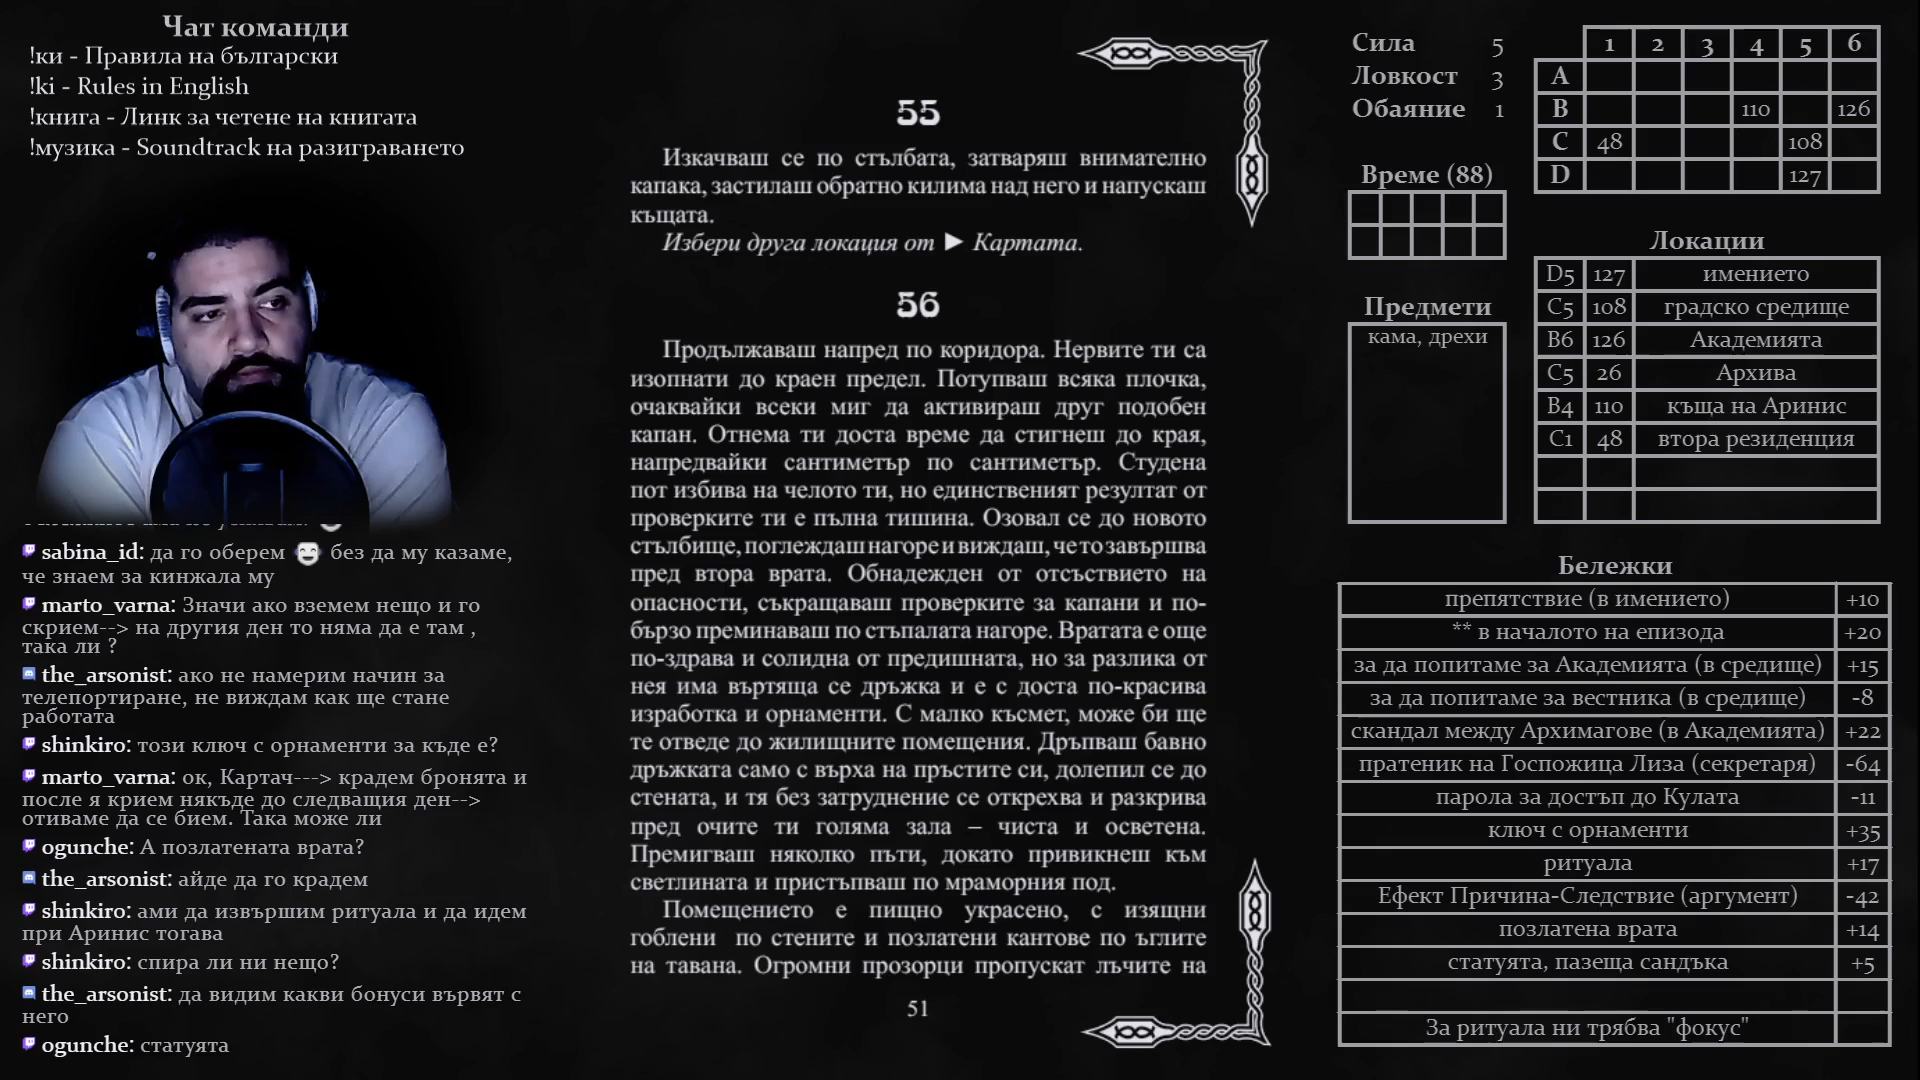 Чат команди
!ки - Правила на български
!ki - Rules in English
!книга - Линк за четене на книгата
!музика - Soundtrack на разиграването
sabina_id: да го оберем без да му казаме,
че знаем за кинжала му
marto_varna: Значи ако вземем нещо и го
скрием--> на другия ден то няма да е там ,
така ли ?
the_arsonist: ако не намерим начин за
телепортиране, не виждам как ще стане
работата
shinkiro: този ключ с орнаменти за къде е?
marto_varna: ок, Картач---> крадем бронята и
после я крием някъде до следващия ден-->
отиваме да се бием. Така може ли
ogunche: А позлатената врата?
the_arsonist: айде да го крадем
shinkiro: ами да извършим ритуала и да идем
при Аринис тогава
shinkiro: спира ли ни нещо?
the_arsonist: да видим какви бонуси вървят с
него
ogunche: статуята
55
Изкачваш се по стълбата, затваряш внимателно
капака, застилаш обратно килима над него и напускаш
къщата.
Избери друга локация от ► Картата.
56
Продължаваш напред по коридора. Нервите ти са
изопнати до краен предел. Потупваш всяка плочка,
очаквайки всеки миг да активираш друг подобен
капан. Отнема ти доста време да стигнеш до края,
напредвайки сантиметър по сантиметър. Студена
пот избива на челото ти, но единственият резултат от
проверките ти е пълна тишина. Озовал се до новото
стълбище, поглеждаш нагоре и виждаш, че то завършва
пред втора врата. Обнадежден от отсъствието на
опасности, съкращаваш проверките за капани и по-
бързо преминаваш по стъпалата нагоре. Вратата е още
по-здрава и солидна от предишната, но за разлика от
нея има въртяща се дръжка и е с доста по-красива
изработка и орнаменти. С малко късмет, може би ще
те отведе до жилищните помещения. Дръпваш бавно
дръжката само с върха на пръстите си, долепил се до
стената, и тя без затруднение се открехва и разкрива
пред очите ти голяма зала – чиста и осветена.
Премигваш няколко пъти, докато привикнеш към
светлината и пристъпваш по мраморния под.
Помещението е пищно украсено, с изящни
гоблени по стените и позлатени кантове по ъглите
на тавана. Огромни прозорци пропускат лъчите на
51
Сила 5
Ловкост 3
Обаяние 1
Време (88)
Предмети
кама, дрехи
1 2 3 4 5 6
A
B 110 126
C 48 108
D 127
Локации
D5 127 имението
C5 108 градско средище
B6 126 Академията
C5 26 Архива
B4 110 къща на Аринис
C1 48 втора резиденция
Бележки
препятствие (в имението) +10
** в началото на епизода +20
за да попитаме за Академията (в средище) +15
за да попитаме за вестника (в средище) -8
скандал между Архимагове (в Академията) +22
пратеник на Госпожица Лиза (секретаря) -64
парола за достъп до Кулата -11
ключ с орнаменти +35
ритуала +17
Ефект Причина-Следствие (аргумент) -42
позлатена врата +14
статуята, пазеща сандъка +5
За ритуала ни трябва "фокус"